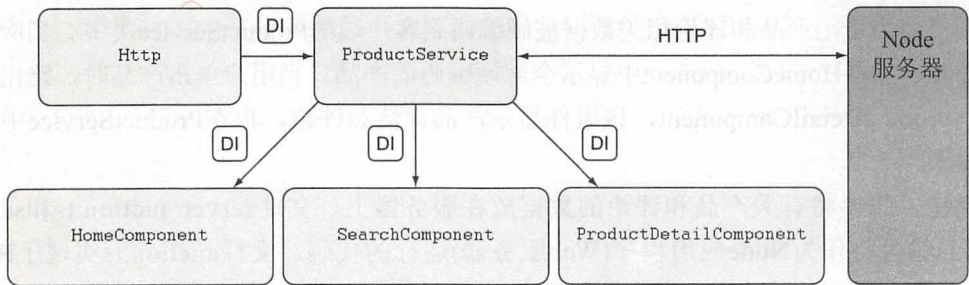 DI
Http
ProductService
HTTP
Node
服务器
DI
DI
DI
HomeComponent
SearchComponent
ProductDetailComponent